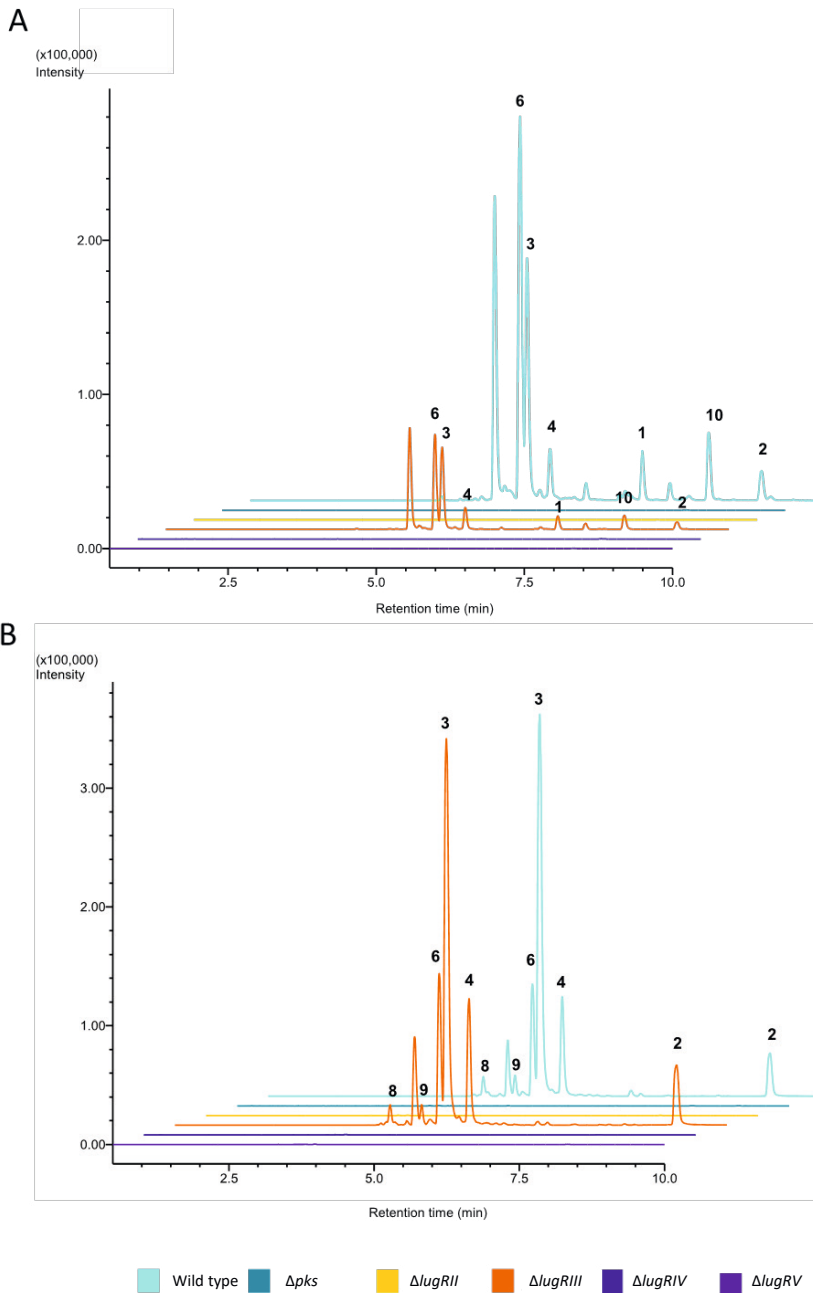 A
(x100,000)
Intensity
6
2.00
3
1.00
6
3
4
1
10
2
4
1
10
2
0.00
2.5
5.0
7.5
10.0
Retention time (min)
B
(x100,000)
Intensity
3
3
3.00
2.00
6
4
6
4
1.00
8
9
2
2
8
9
0.00
2.5
5.0
7.5
10.0
Retention time (min)
Wild type
Δpks
ΔlugRII
ΔlugRIII
ΔlugRIV
ΔlugRV